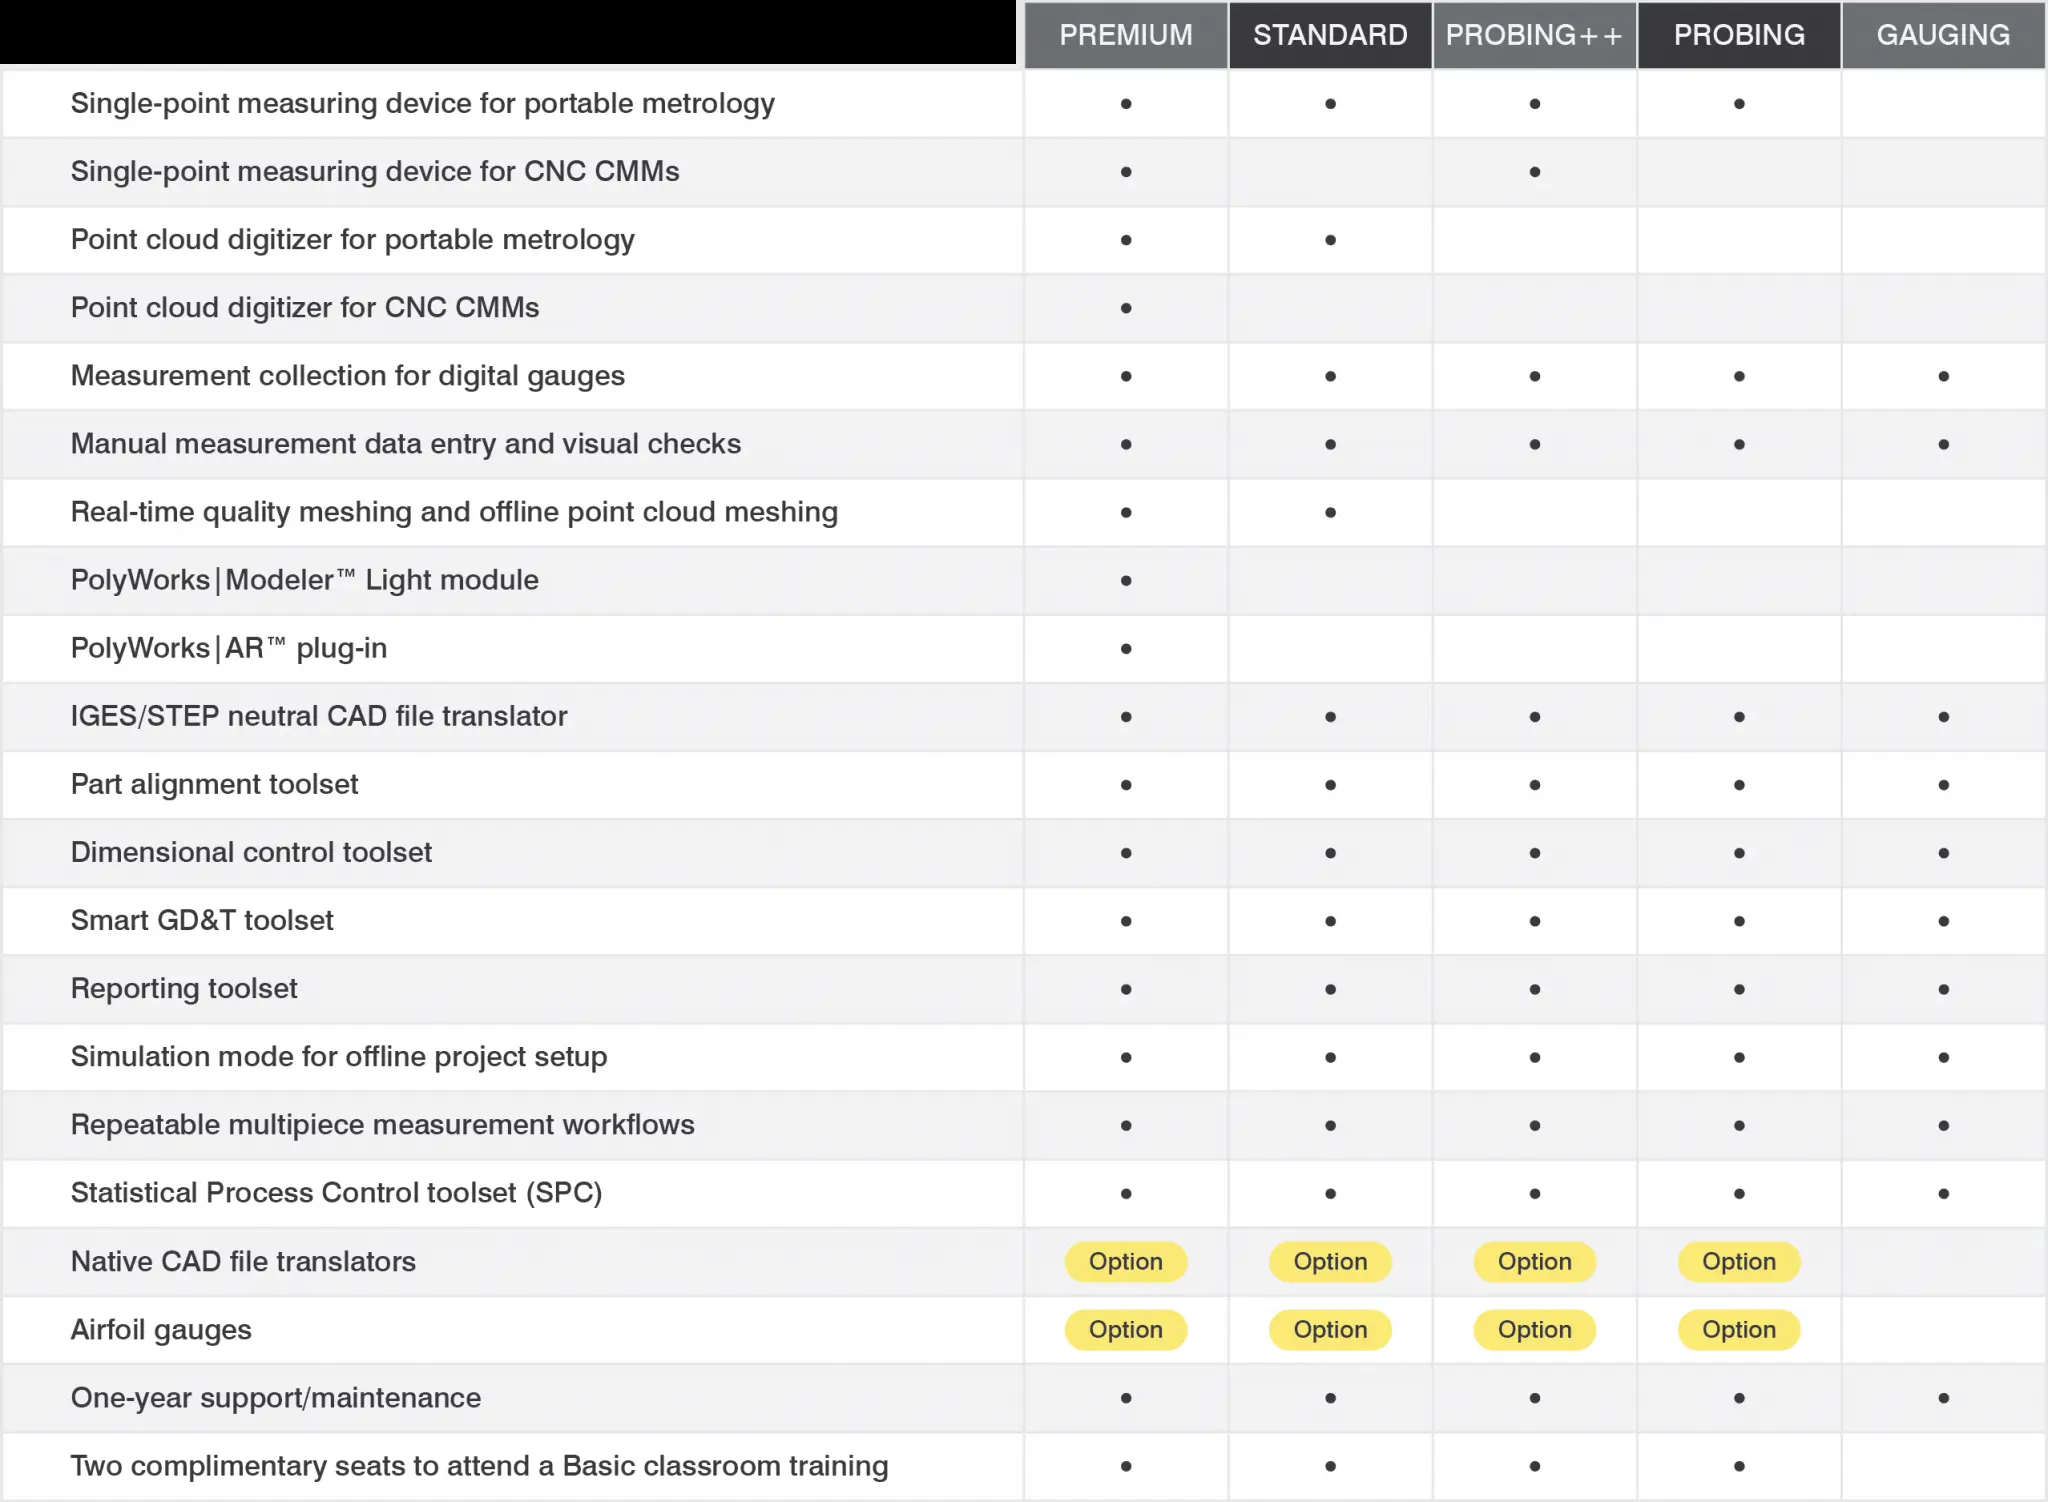 PREMIUM STANDARD PROBING++ PROBING GAUGING
Single-point measuring device for portable metrology • • • •
Single-point measuring device for CNC CMMs • •
Point cloud digitizer for portable metrology • •
Point cloud digitizer for CNC CMMs •
Measurement collection for digital gauges • • • • •
Manual measurement data entry and visual checks • • • • •
Real-time quality meshing and offline point cloud meshing • •
PolyWorks|Modeler™ Light module •
PolyWorks|AR™ plug-in •
IGES/STEP neutral CAD file translator • • • • •
Part alignment toolset • • • • •
Dimensional control toolset • • • • •
Smart GD&T toolset • • • • •
Reporting toolset • • • • •
Simulation mode for offline project setup • • • • •
Repeatable multipiece measurement workflows • • • • •
Statistical Process Control toolset (SPC) • • • • •
Native CAD file translators Option Option Option Option
Airfoil gauges Option Option Option Option
One-year support/maintenance • • • • •
Two complimentary seats to attend a Basic classroom training • • • •